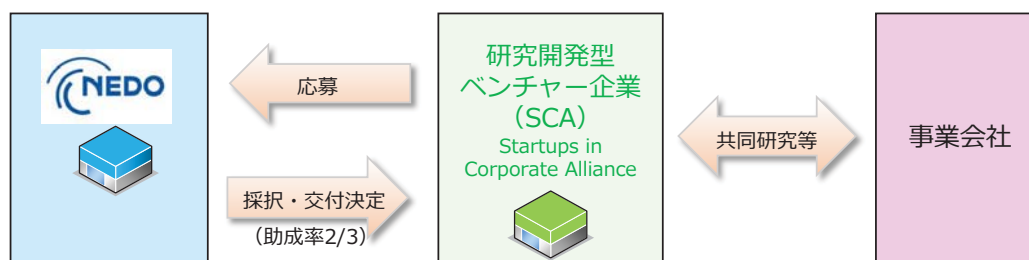 NEDO
応募
採択・交付決定
（助成率2/3）
研究開発型
ベンチャー企業
（SCA）
Startups in
Corporate Alliance
共同研究等
事業会社